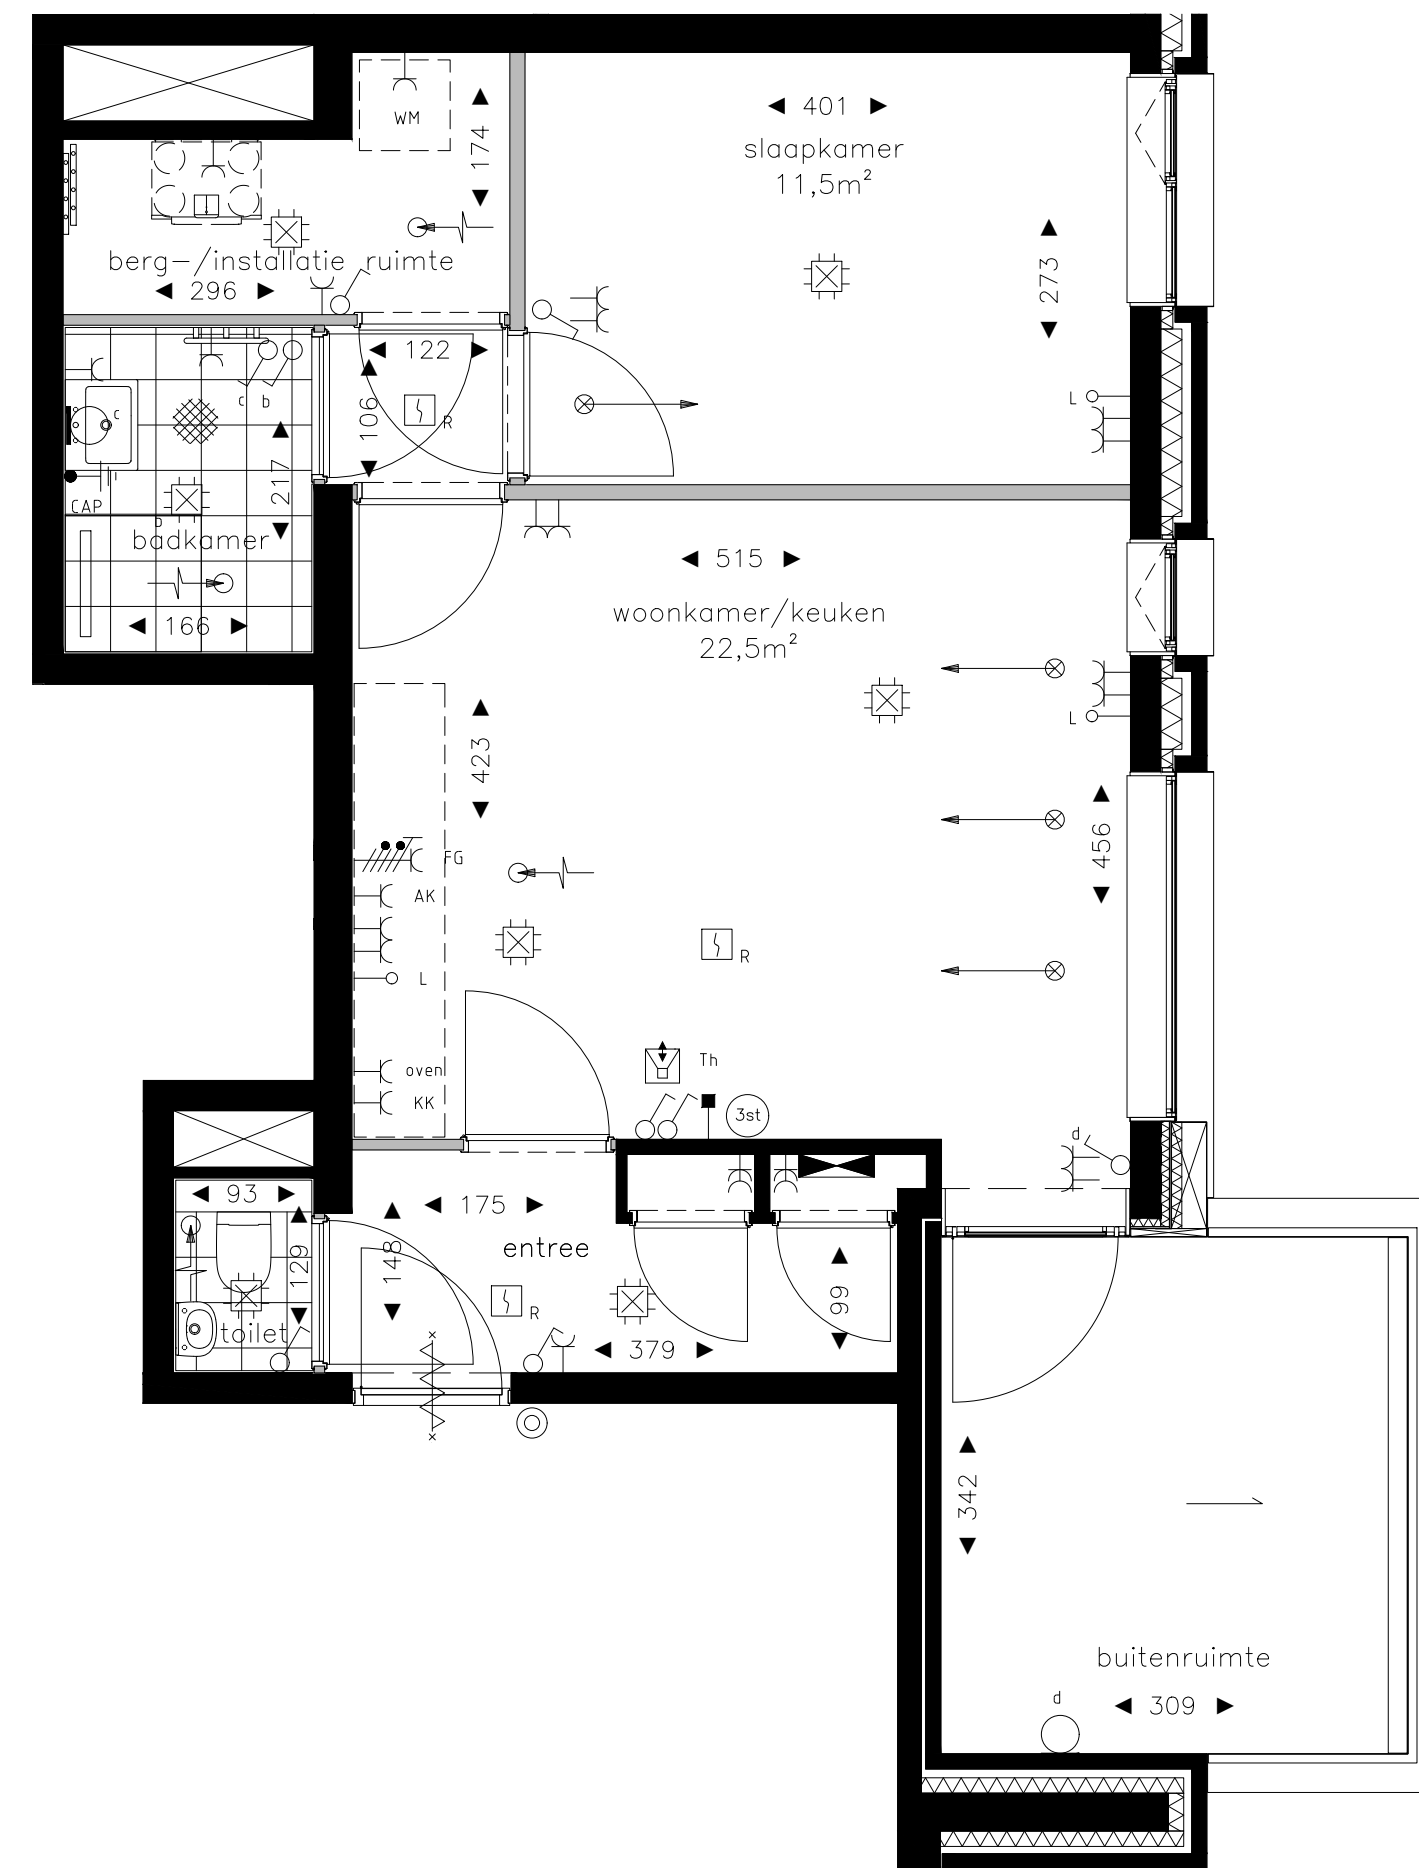 WM
174
401
slaapkamer
11,5m²
273
berg-/installatie ruimte
296
122
106
R
c b
c
217
CAP
b
badkamer
166
L
515
woonkamer/keuken
22,5m²
L
423
456
FG
AK
L
R
oven
KK
Th
3st
d
93
129
toilet
148
175
entree
R
379
99
342
buitenruimte
309
d